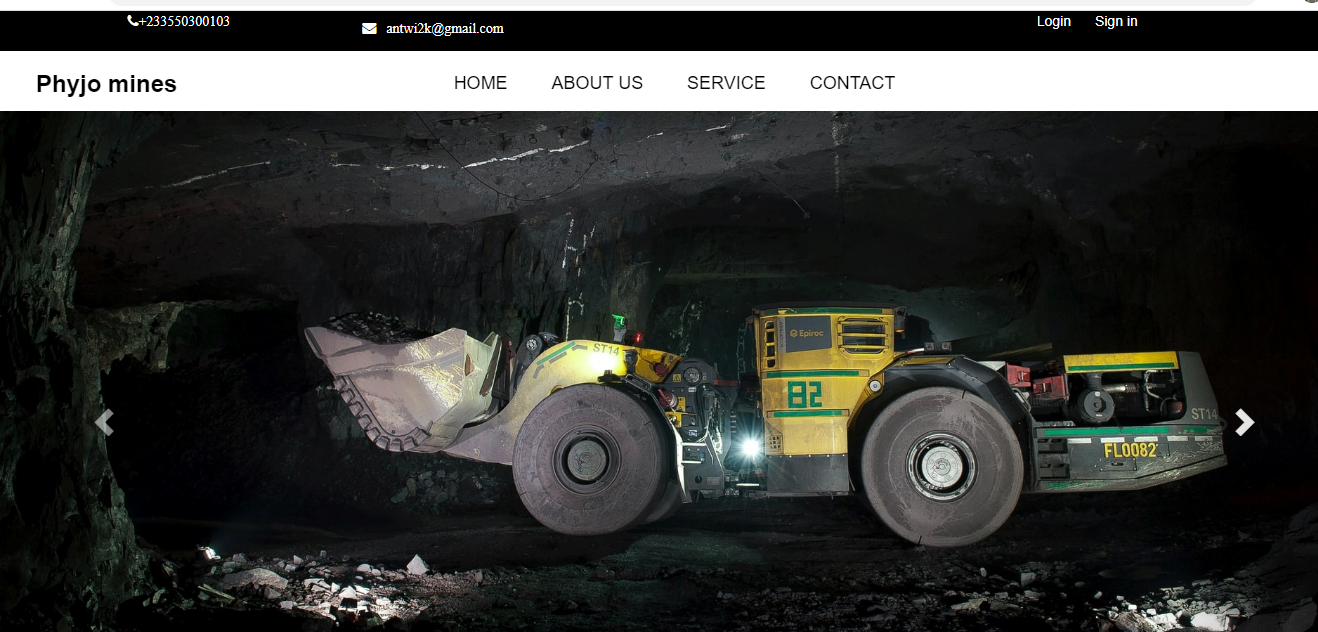 +233550300103 antwi2k@gmail.com Login Sign in
Phyjo mines HOME ABOUT US SERVICE CONTACT
Epiroc
ST14
82
ST14
FL0082